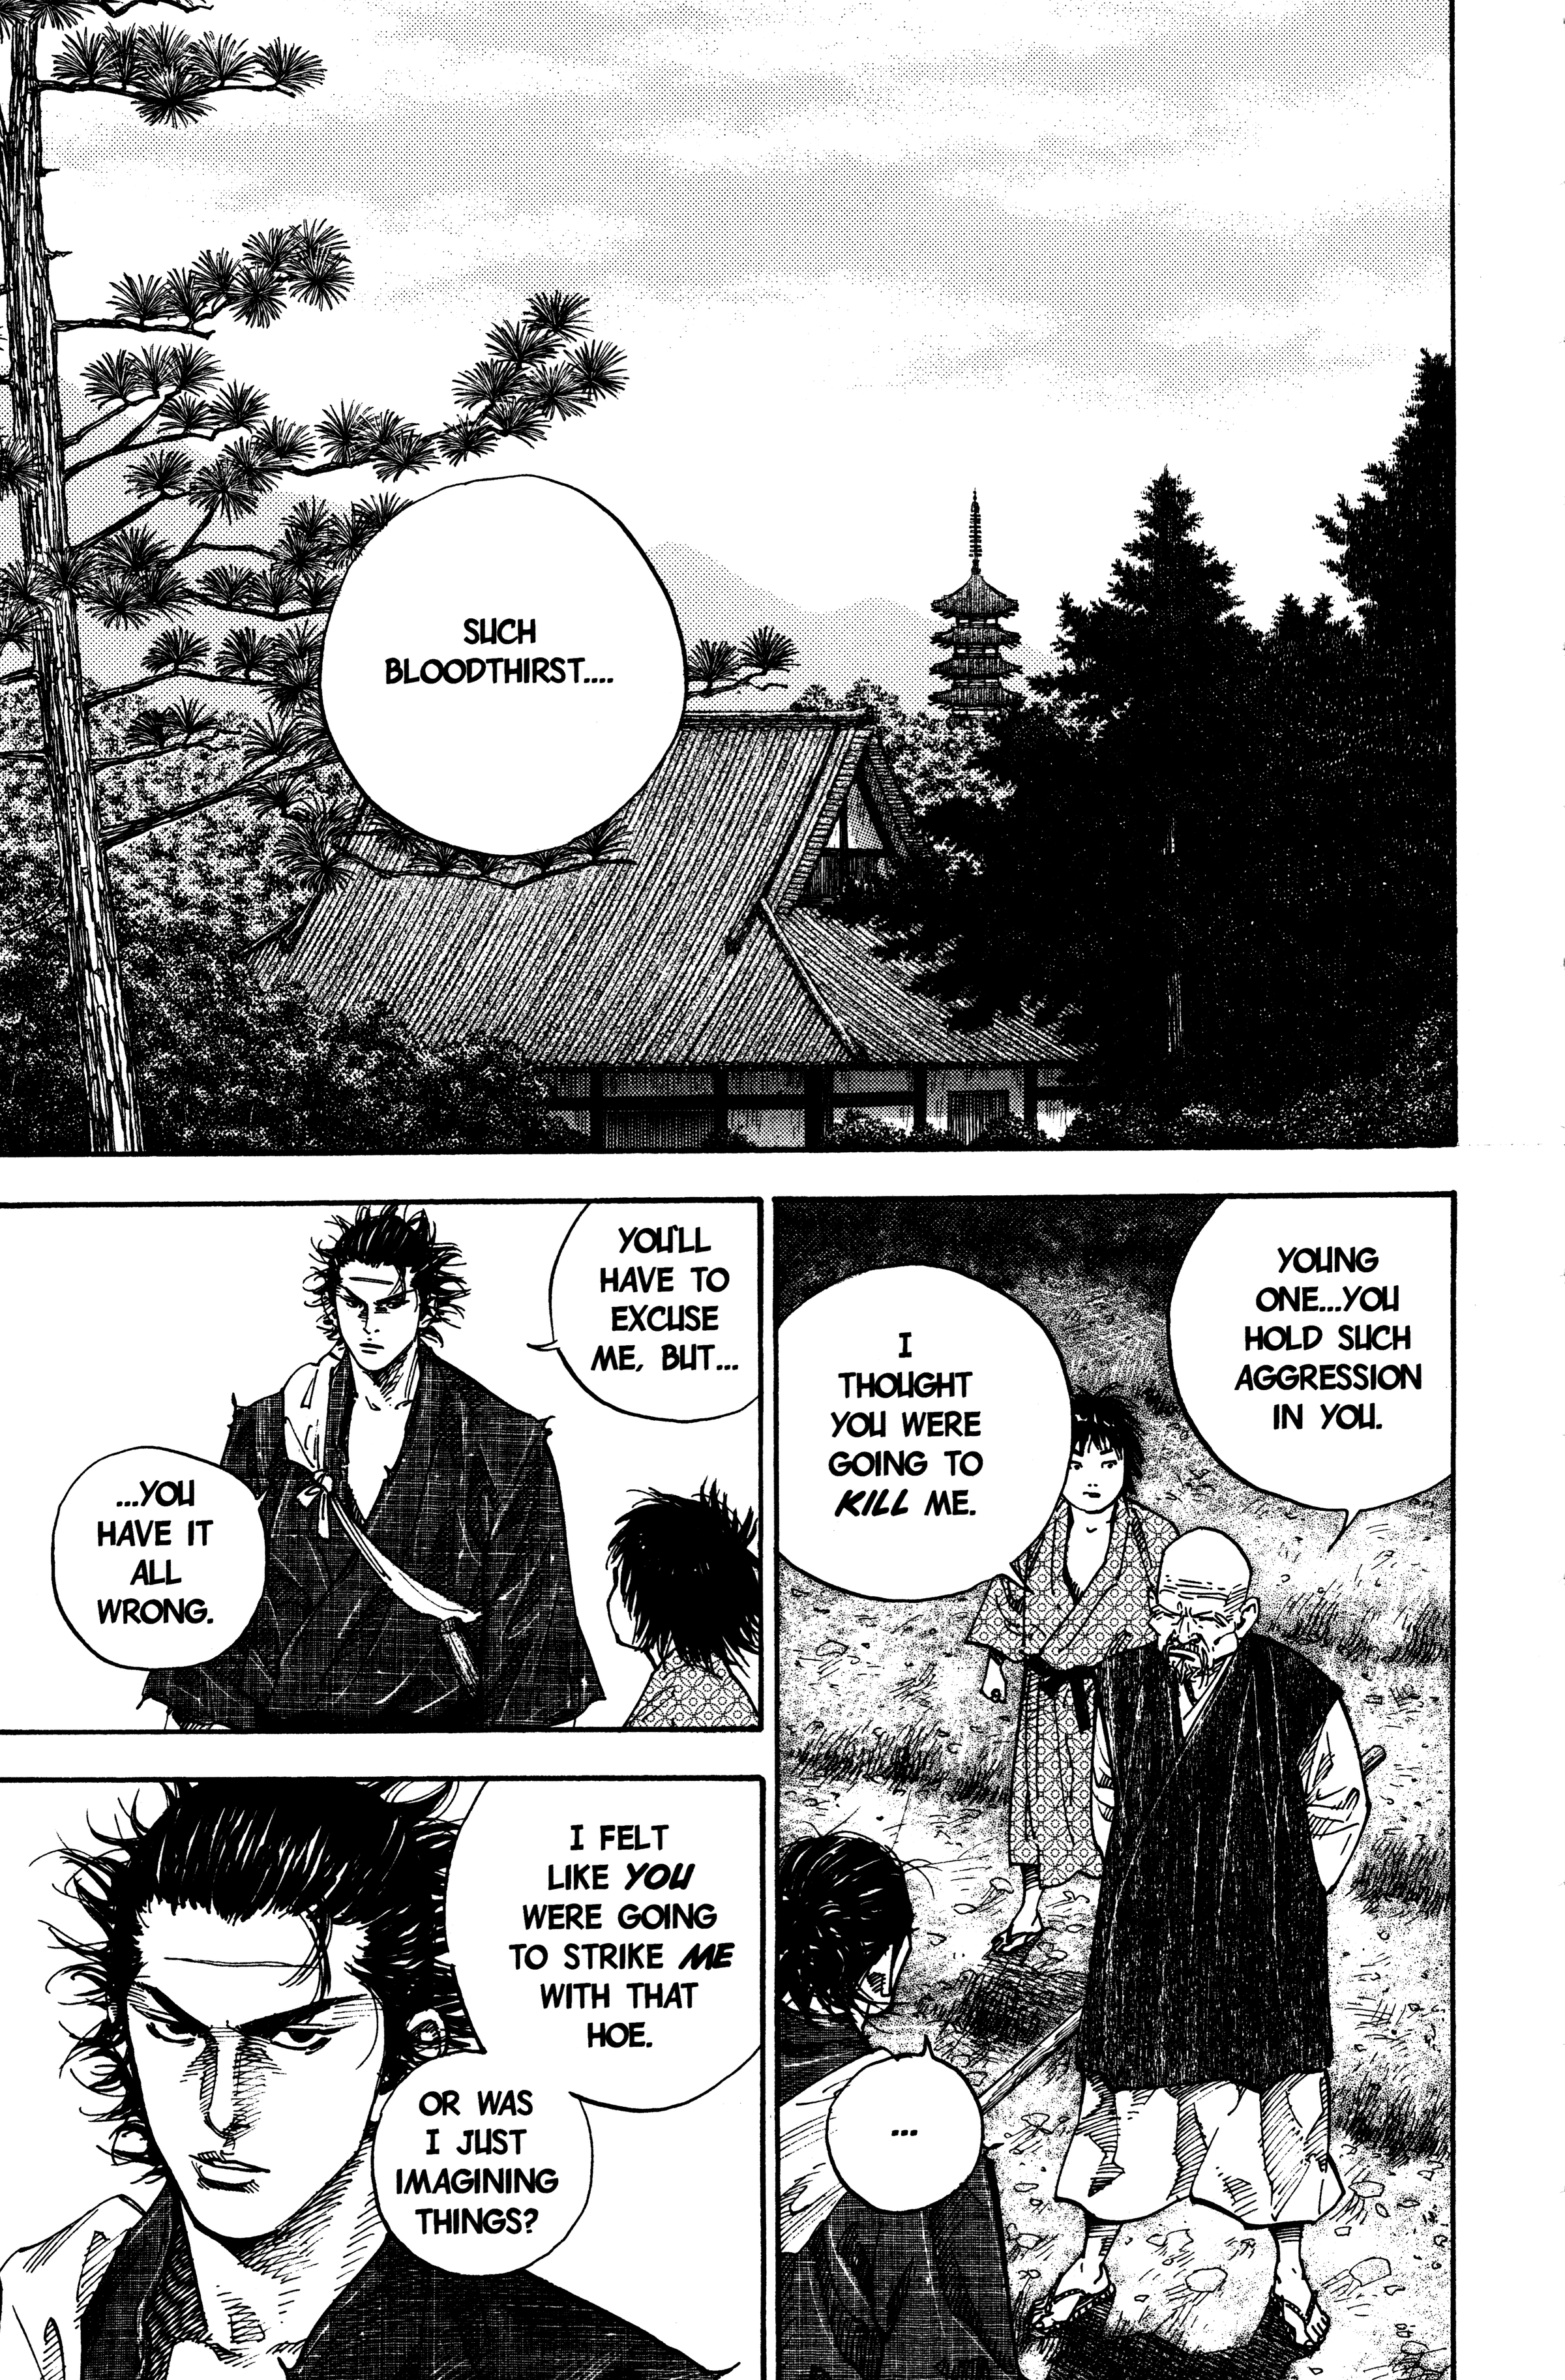 SUCH
BLOODTHIRST....
YOUNG
ONE...YOU
HOLD SUCH
AGGRESSION
IN YOU.
I
THOUGHT
YOU WERE
GOING TO
KILL ME.
...
YOU'LL
HAVE TO
EXCUSE
ME, BUT...
...YOU
HAVE IT
ALL
WRONG.
I FELT
LIKE YOU
WERE GOING
TO STRIKE ME
WITH THAT
HOE.
OR WAS
I JUST
IMAGINING
THINGS?